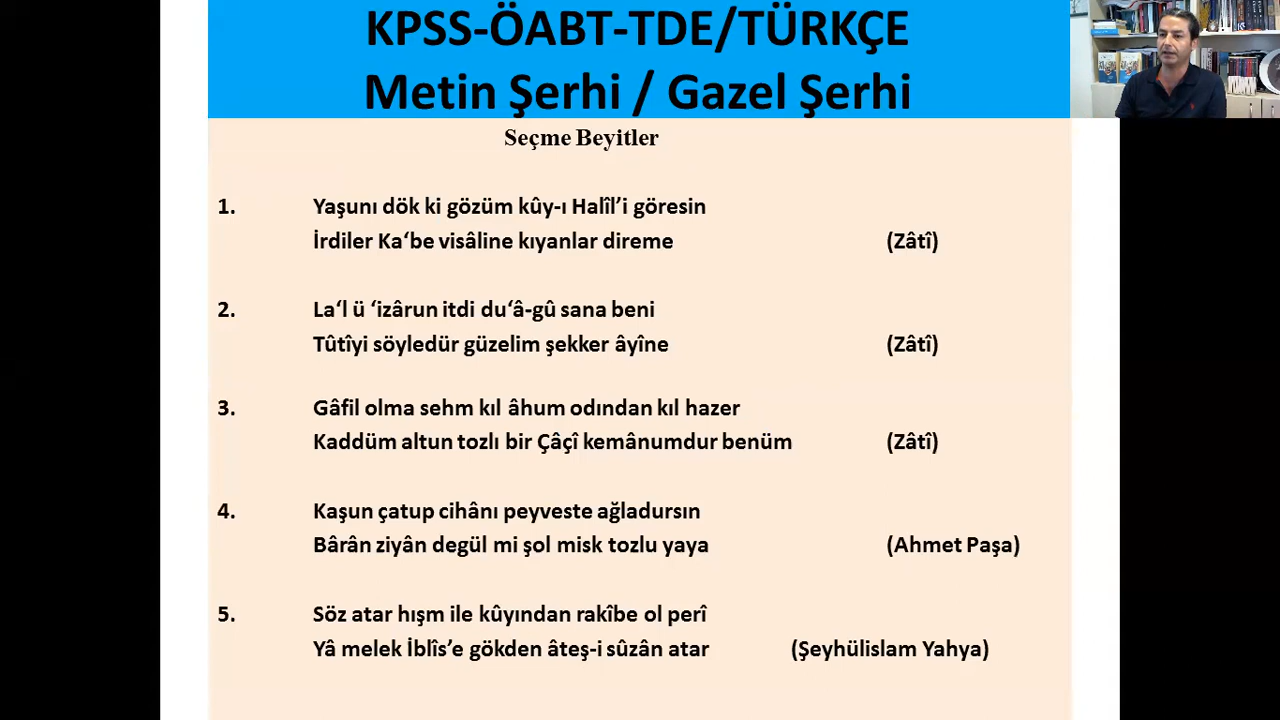 KPSS-ÖABT-TDE/TÜRKÇE
Metin Şerhi / Gazel Şerhi
Seçme Beyitler
1. Yaşunı dök ki gözüm kûy-ı Halîl’i göresin
İrdiler Ka‘be visâline kıyanlar direme (Zâtî)
2. La‘l ü ‘izârun itdi du‘â-gû sana beni
Tûtîyi söyledür güzelim şekker âyîne (Zâtî)
3. Gâfil olma sehm kıl âhum odından kıl hazer
Kaddüm altun tozlı bir Çâçî kemânumdur benüm (Zâtî)
4. Kaşun çatup cihânı peyveste ağladursın
Bârân ziyân degül mi şol misk tozlu yaya (Ahmet Paşa)
5. Söz atar hışm ile kûyından rakîbe ol perî
Yâ melek İblîs’e gökden âteş-i sûzân atar (Şeyhülislam Yahya)